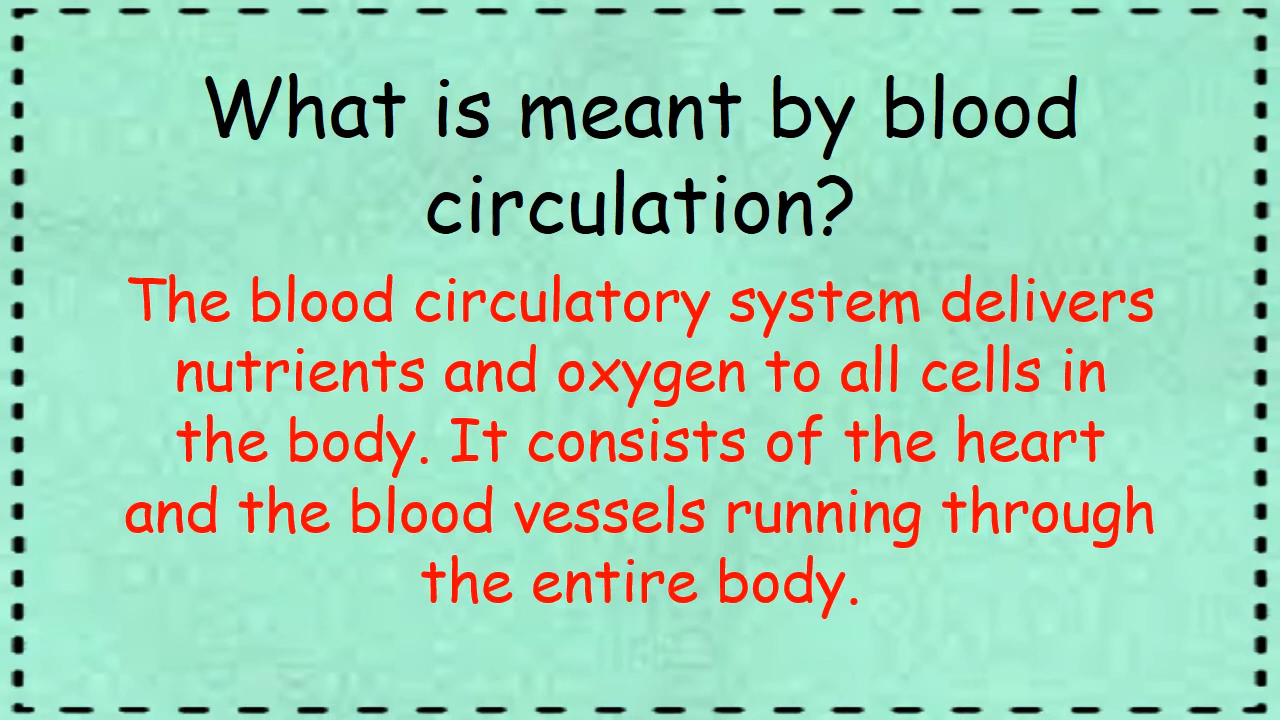 What is meant by blood
circulation?
The blood circulatory system delivers
nutrients and oxygen to all cells in
the body. It consists of the heart
and the blood vessels running through
the entire body.